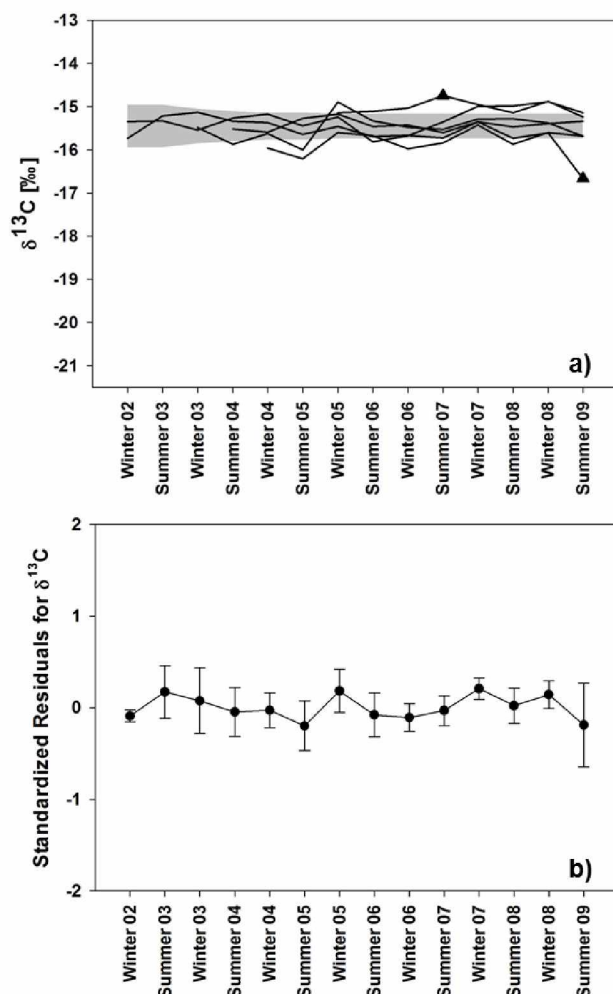 -13
-14
-15
-16
-17
-18
-19
-20
-21
δ¹³C [‰]
a)
Winter 02
Summer 03
Winter 03
Summer 04
Winter 04
Summer 05
Winter 05
Summer 06
Winter 06
Summer 07
Winter 07
Summer 08
Winter 08
Summer 09
2
1
0
-1
-2
Standardized Residuals for δ¹³C
b)
Winter 02
Summer 03
Winter 03
Summer 04
Winter 04
Summer 05
Winter 05
Summer 06
Winter 06
Summer 07
Winter 07
Summer 08
Winter 08
Summer 09